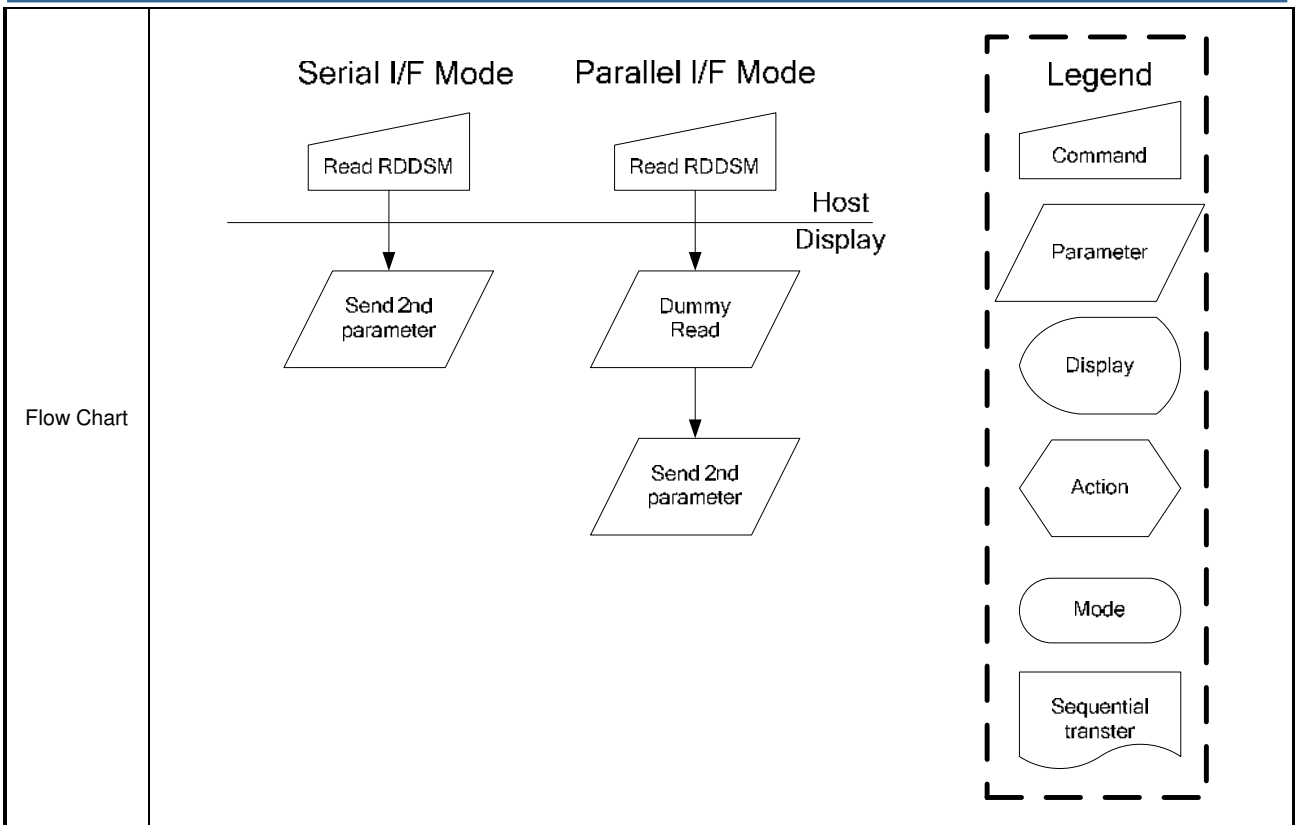 Flow Chart
Serial I/F Mode
Parallel I/F Mode
Read RDDSM
Read RDDSM
Host
Display
Send 2nd
parameter
Dummy
Read
Send 2nd
parameter
Legend
Command
Parameter
Display
Action
Mode
Sequential
transter